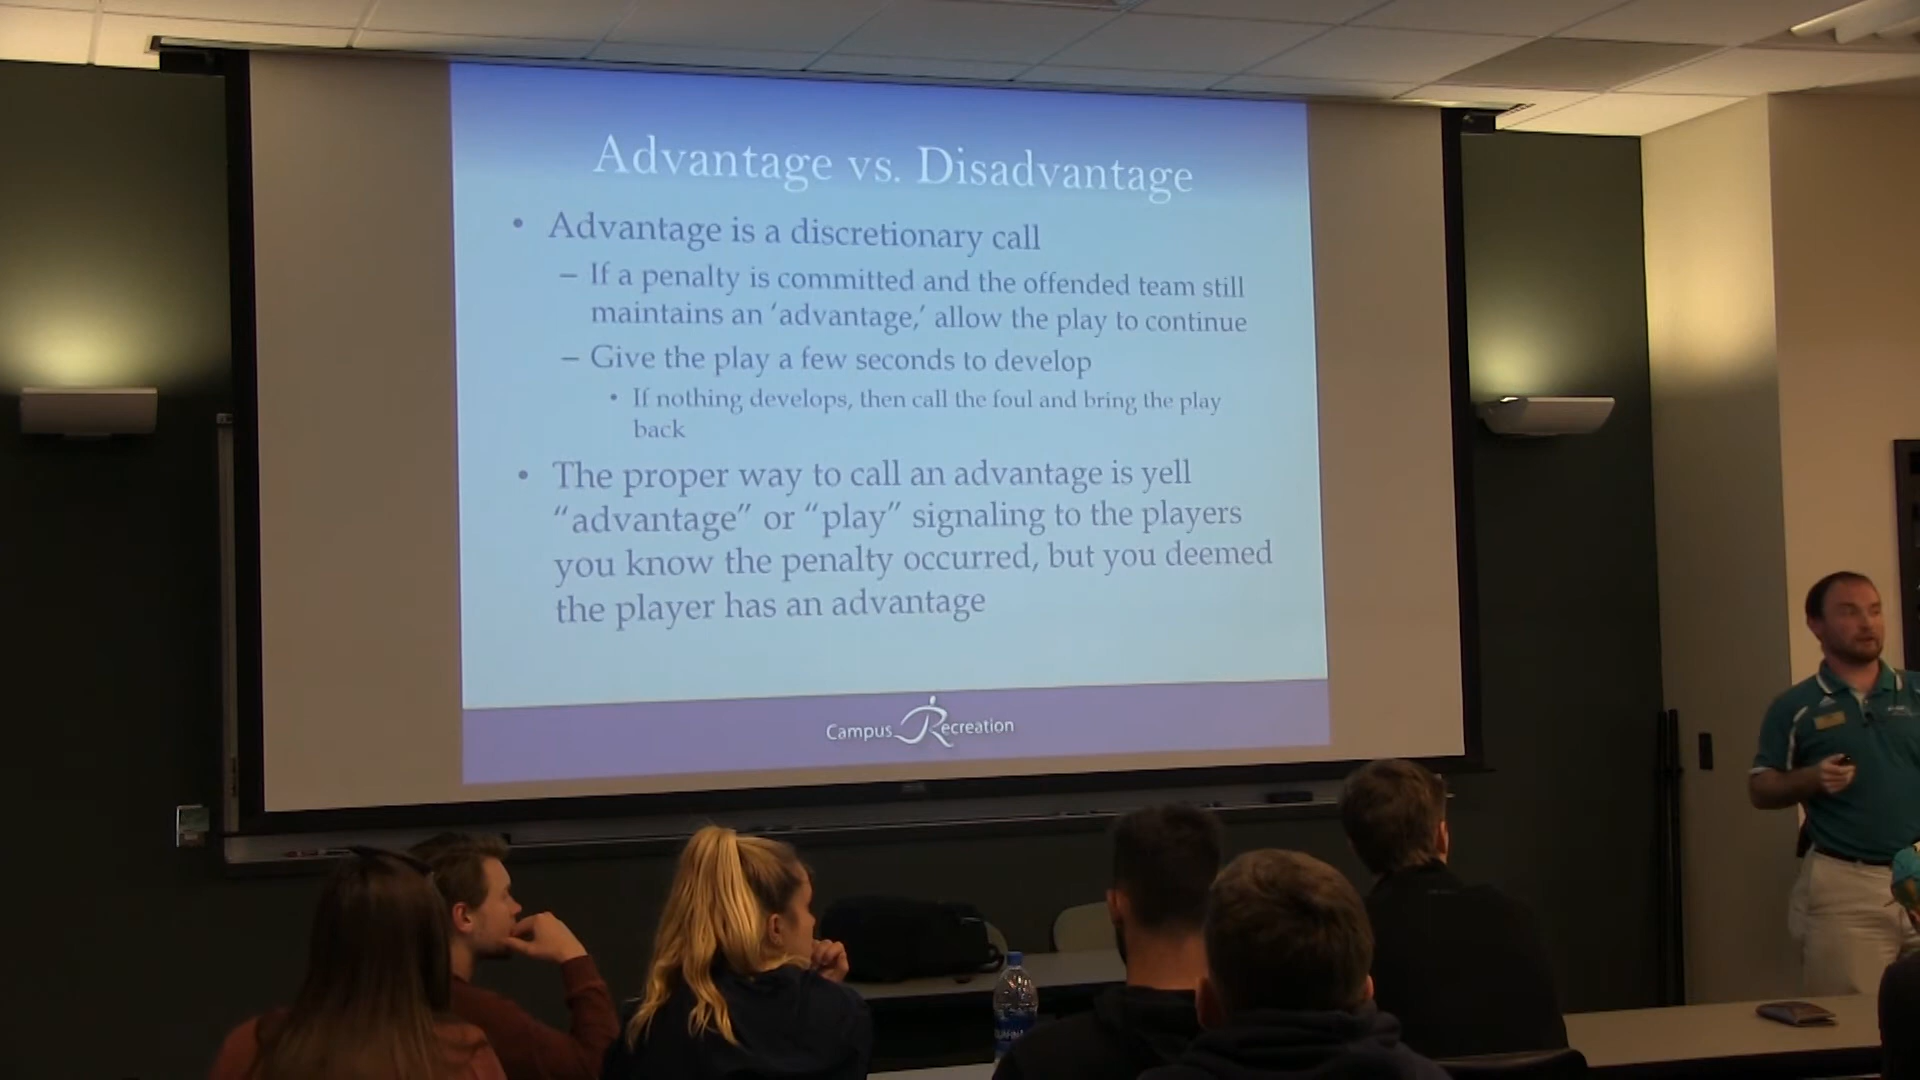 Advantage vs. Disadvantage
• Advantage is a discretionary call
– If a penalty is committed and the offended team still
maintains an ‘advantage,’ allow the play to continue
– Give the play a few seconds to develop
• If nothing develops, then call the foul and bring the play
back
• The proper way to call an advantage is yell
“advantage” or “play” signaling to the players
you know the penalty occurred, but you deemed
the player has an advantage
Campus Recreation